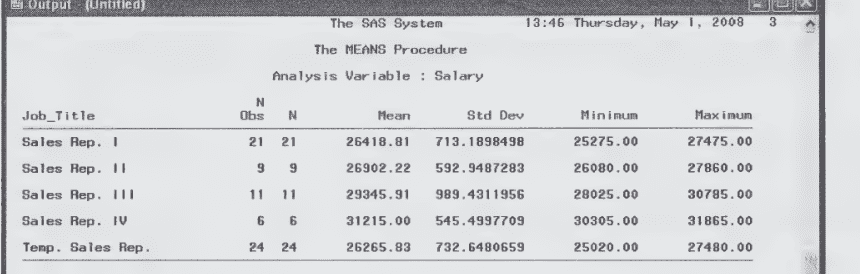 Output (Untitled)
The SAS System 13:46 Thursday, May 1, 2008 3
The MEANS Procedure
Analysis Variable : Salary
N
Job_Title Obs N Mean Std Dev Minimum Maximum
Sales Rep. I 21 21 26418.81 713.1898498 25275.00 27475.00
Sales Rep. II 9 9 26902.22 592.9487283 26080.00 27860.00
Sales Rep. III 11 11 29345.91 989.4311956 28025.00 30785.00
Sales Rep. IV 6 6 31215.00 545.4997709 30305.00 31865.00
Temp. Sales Rep. 24 24 26265.83 732.6480659 25020.00 27480.00